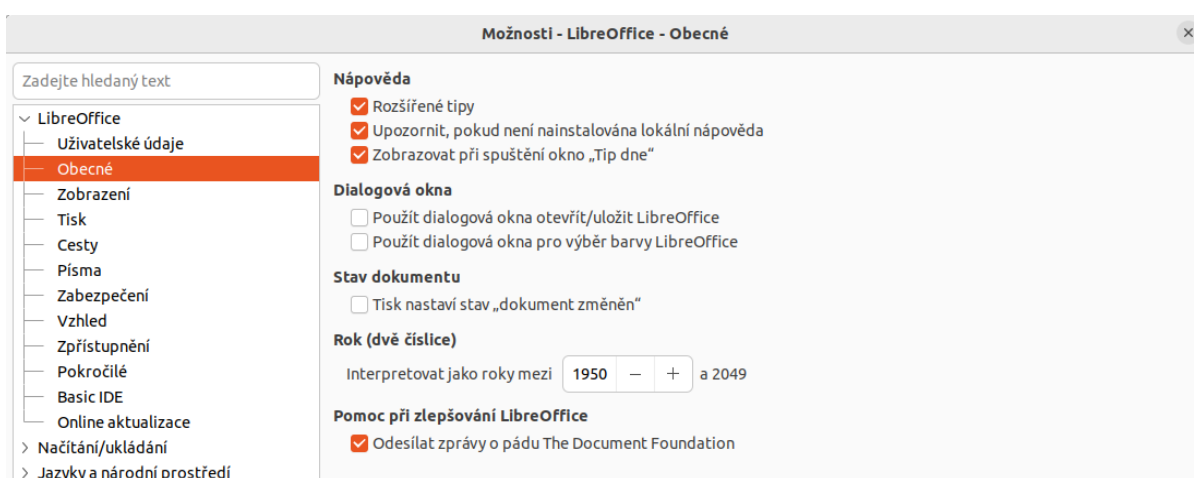 Možnosti - LibreOffice - Obecné
Zadejte hledaný text
LibreOffice
Uživatelské údaje
Obecné
Zobrazení
Tisk
Cesty
Písma
Zabezpečení
Vzhled
Zpřístupnění
Pokročilé
Basic IDE
Online aktualizace
Načítání/ukládání
Jazyky a národní prostředí
Nápověda
Rozšířené tipy
Upozornit, pokud není nainstalována lokální nápověda
Zobrazovat při spuštění okno „Tip dne“
Dialogová okna
Použít dialogová okna otevřít/uložit LibreOffice
Použít dialogová okna pro výběr barvy LibreOffice
Stav dokumentu
Tisk nastaví stav „dokument změněn“
Rok (dvě číslice)
Interpretovat jako roky mezi 1950 − + a 2049
Pomoc při zlepšování LibreOffice
Odesílat zprávy o pádu The Document Foundation